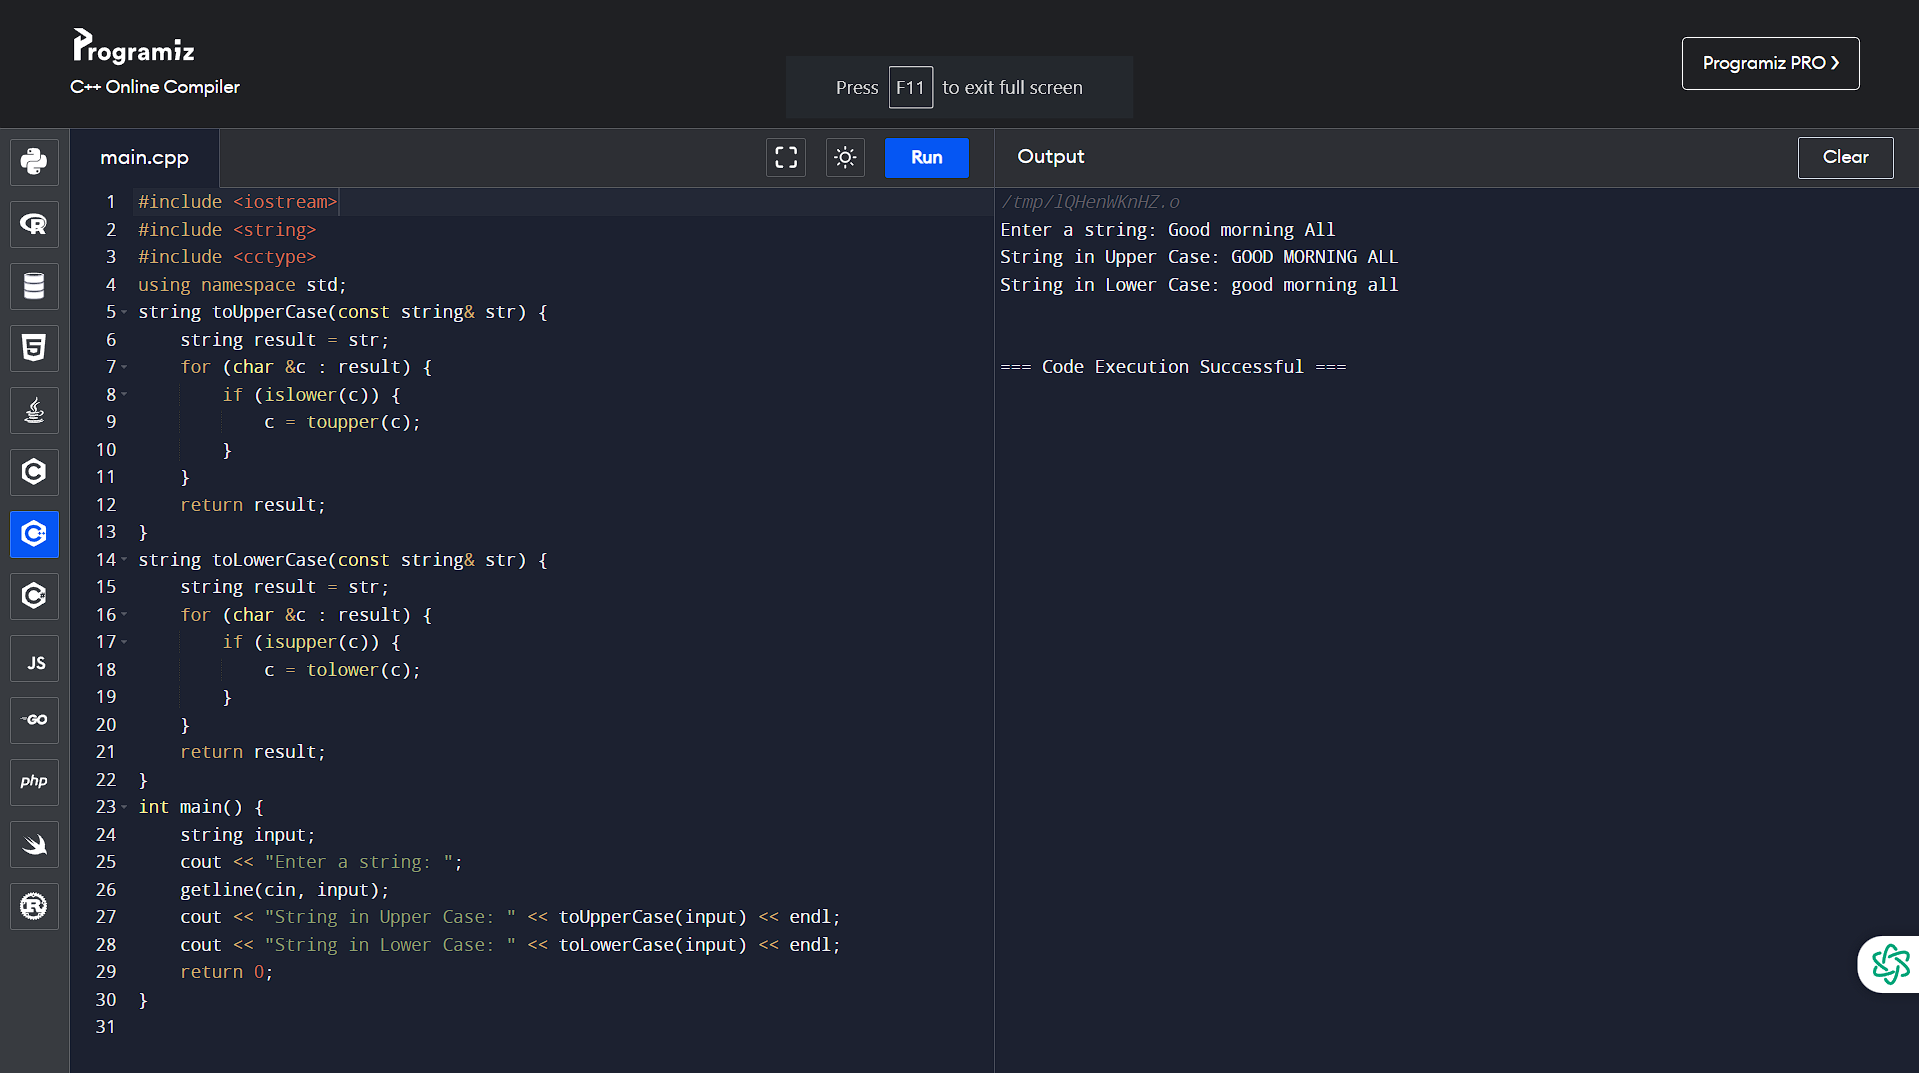 Programiz
C++ Online Compiler
Press F11 to exit full screen
Programiz PRO ❯
main.cpp
Run
Output
Clear
1 #include <iostream>
2 #include <string>
3 #include <cctype>
4 using namespace std;
5 string toUpperCase(const string& str) {
6     string result = str;
7     for (char &c : result) {
8         if (islower(c)) {
9             c = toupper(c);
10         }
11     }
12     return result;
13 }
14 string toLowerCase(const string& str) {
15     string result = str;
16     for (char &c : result) {
17         if (isupper(c)) {
18             c = tolower(c);
19         }
20     }
21     return result;
22 }
23 int main() {
24     string input;
25     cout << "Enter a string: ";
26     getline(cin, input);
27     cout << "String in Upper Case: " << toUpperCase(input) << endl;
28     cout << "String in Lower Case: " << toLowerCase(input) << endl;
29     return 0;
30 }
31
/tmp/lQHenWKnHZ.o
Enter a string: Good morning All
String in Upper Case: GOOD MORNING ALL
String in Lower Case: good morning all
=== Code Execution Successful ===
R
5
C
C+
C#
JS
GO
php
R